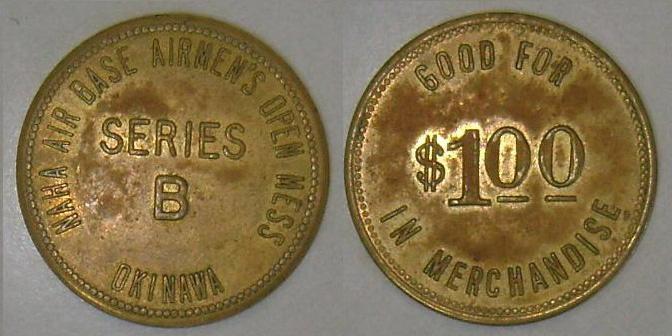 NAHA AIR BASE AIRMEN'S OPEN MESS
SERIES
B
OKINAWA
GOOD FOR
$1.00
IN MERCHANDISE